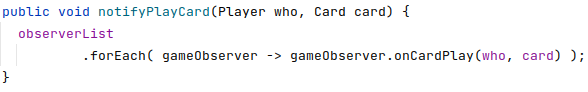 public void notifyPlayCard(Player who, Card card) {
observerList
.forEach( gameObserver -> gameObserver.onCardPlay(who, card) );
}